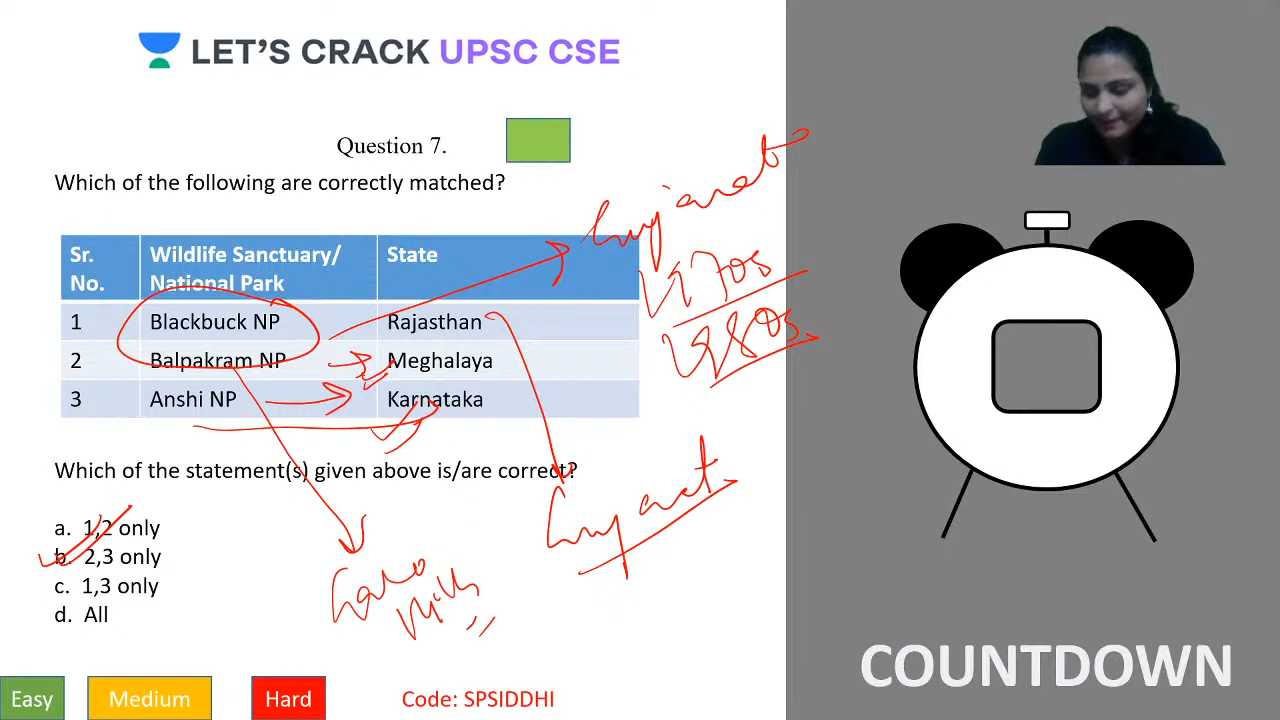 LET'S CRACK UPSC CSE
Question 7.
Which of the following are correctly matched?
Sr. No. Wildlife Sanctuary/ National Park State
1 Blackbuck NP Rajasthan
2 Balpakram NP Meghalaya
3 Anshi NP Karnataka
Gujarat
1970s
1980s
Which of the statement(s) given above is/are correct?
Gujarat
a. 1,2 only
b. 2,3 only
c. 1,3 only
d. All
Garo
Hills
Easy Medium Hard Code: SPSIDDHI
COUNTDOWN